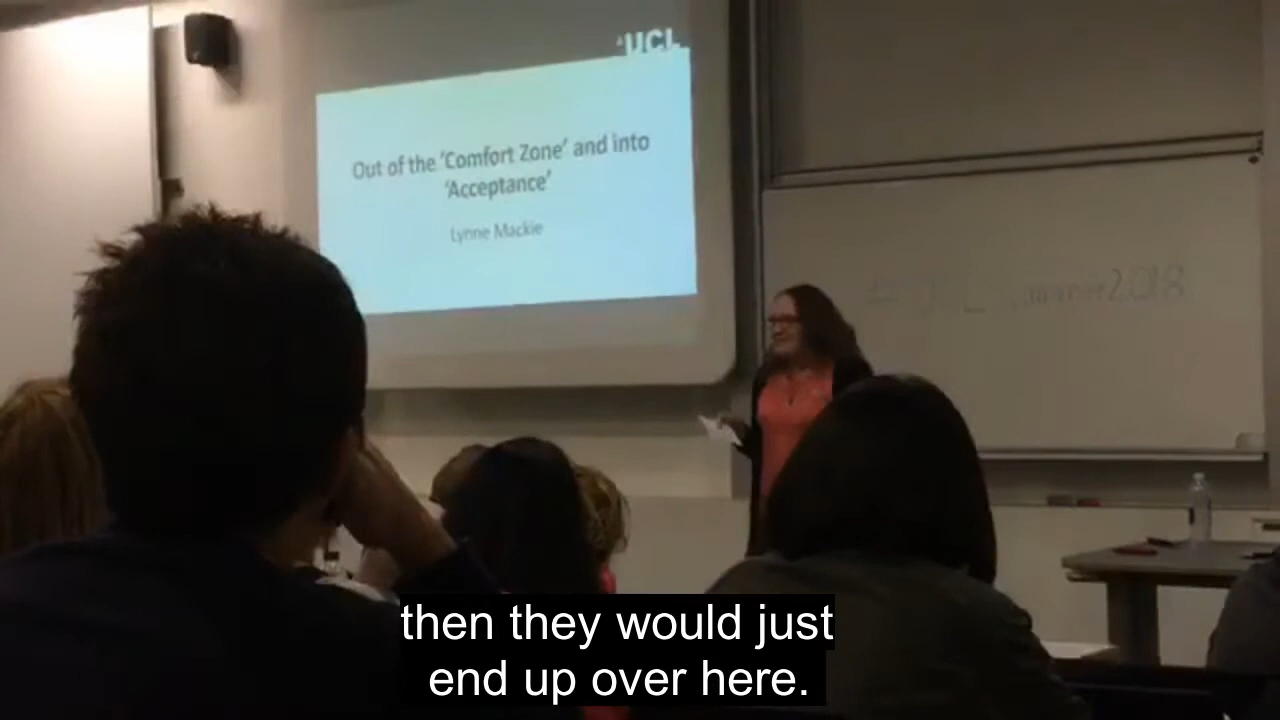 UCL
Out of the 'Comfort Zone' and into
'Acceptance'
Lynne Mackie
2018
then they would just
end up over here.